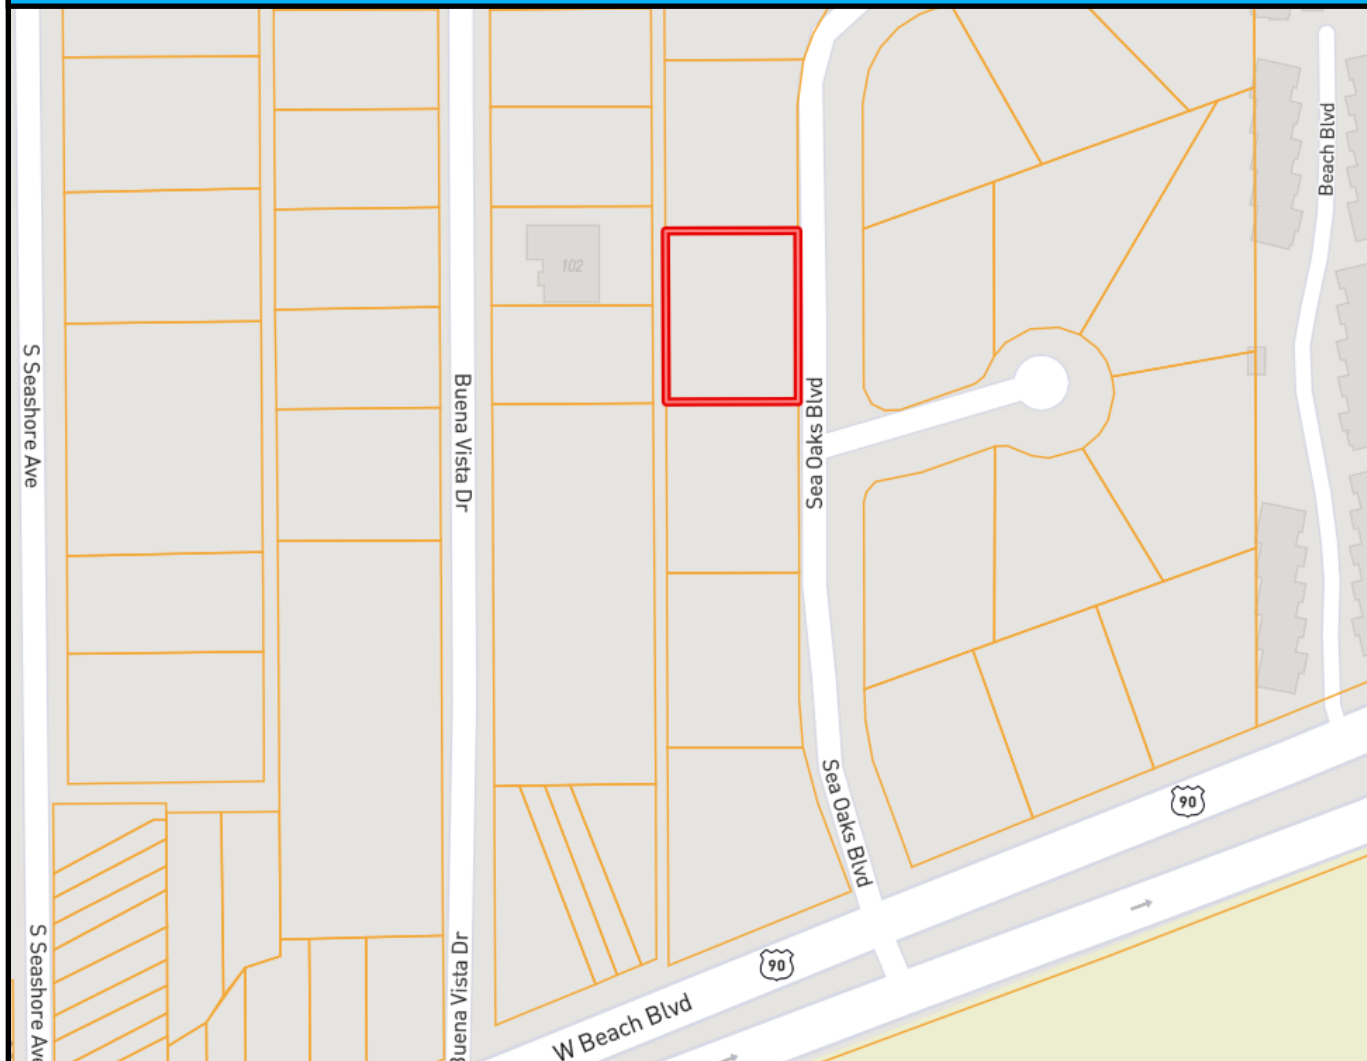 Beach Blvd
102
S Seashore Ave
Buena Vista Dr
Sea Oaks Blvd
Sea Oaks Blvd
90
S Seashore Ave
Buena Vista Dr
90
W Beach Blvd